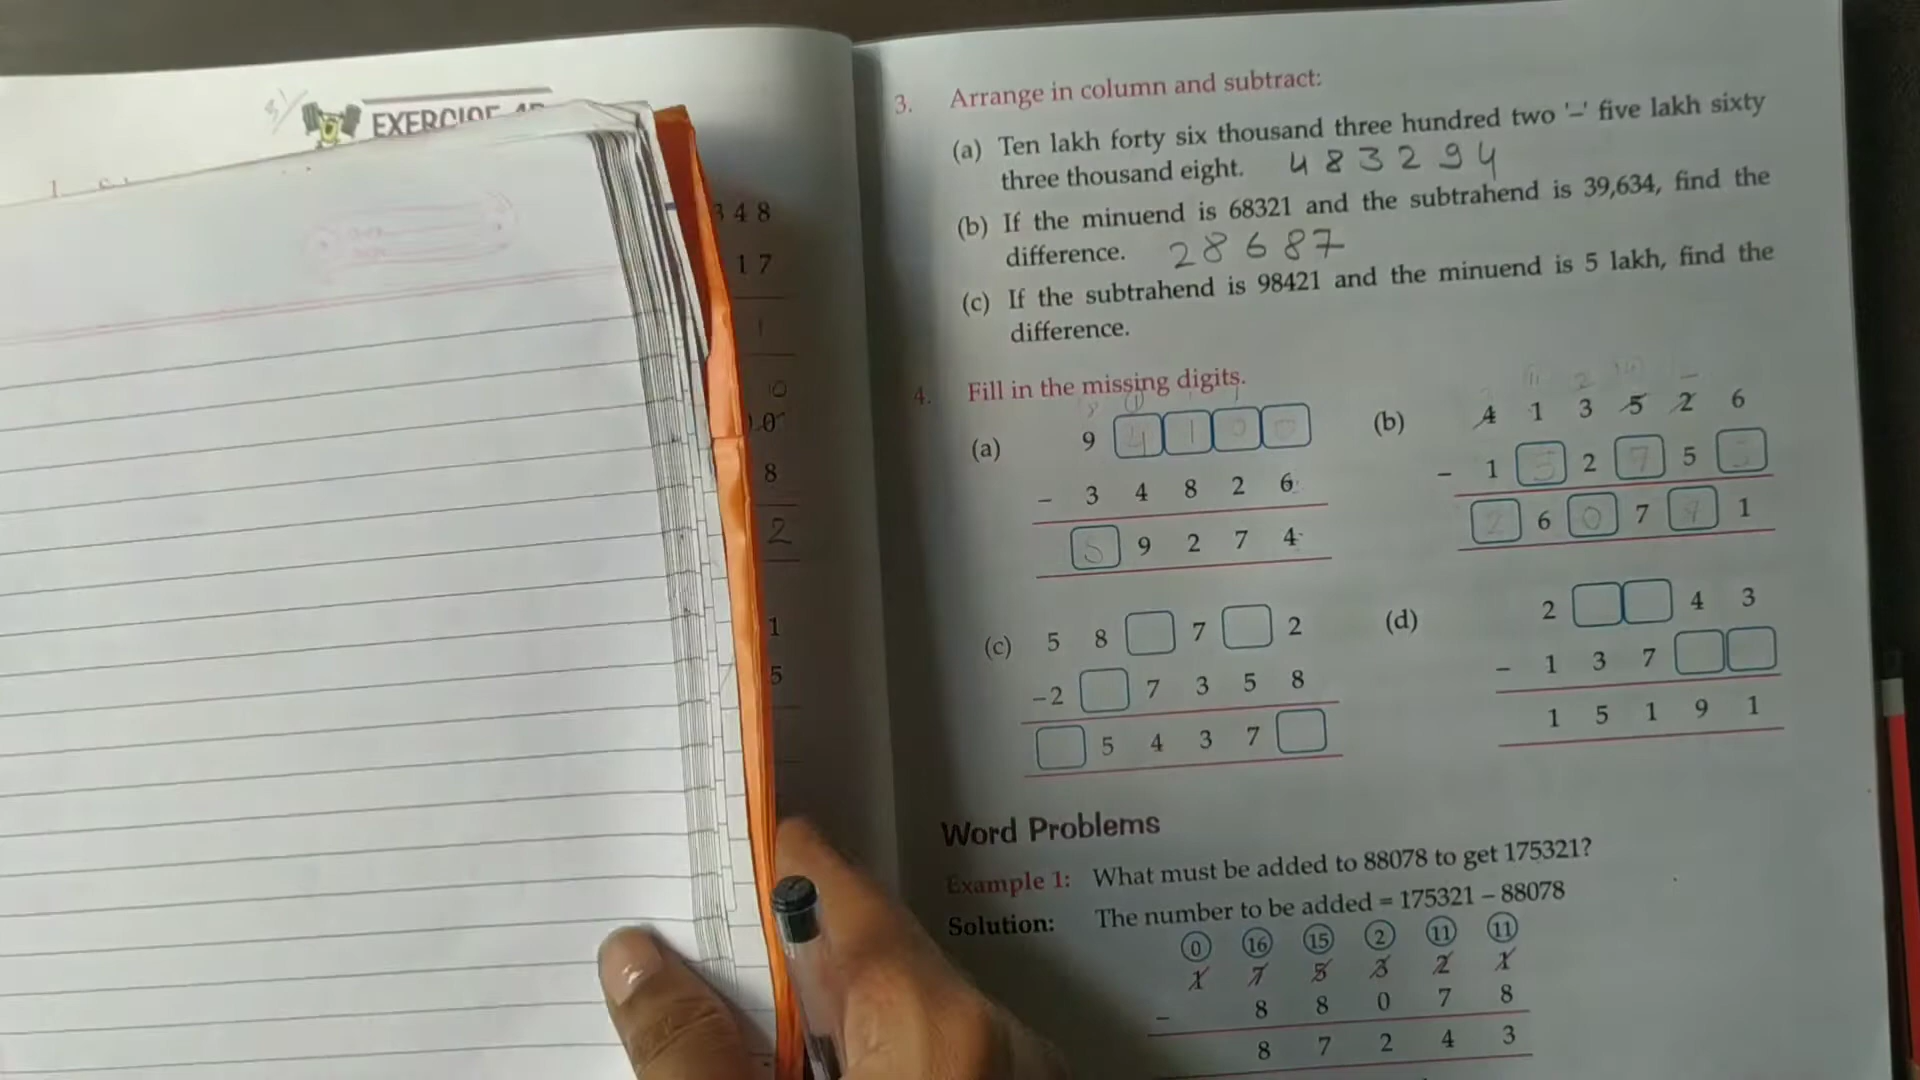 EXERCISE
3 4 8
1 7
8
2
1
5
3. Arrange in column and subtract:
(a) Ten lakh forty six thousand three hundred two '–' five lakh sixty
three thousand eight. 4 8 3 2 9 4
(b) If the minuend is 68321 and the subtrahend is 39,634, find the
difference. 2 8 6 8 7
(c) If the subtrahend is 98421 and the minuend is 5 lakh, find the
difference.
4. Fill in the missing digits.
(a) 9 4 1 0 0
– 3 4 8 2 6
5 9 2 7 4
(b) 4 1 3 5 2 6
– 1 5 2 7 5
2 6 0 7 7 1
(c) 5 8 7 2
– 2 7 3 5 8
5 4 3 7
(d) 2 4 3
– 1 3 7
1 5 1 9 1
Word Problems
Example 1: What must be added to 88078 to get 175321?
Solution: The number to be added = 175321 – 88078
0 16 15 2 11 11
1 7 5 3 2 1
– 8 8 0 7 8
8 7 2 4 3